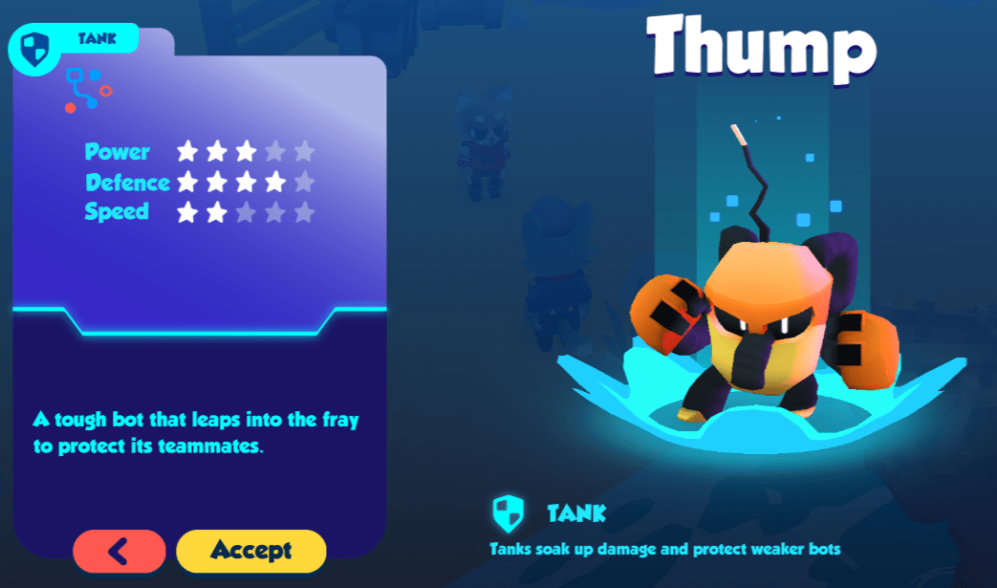 TANK
Thump
Power
Defence
Speed
A tough bot that leaps into the fray
to protect its teammates.
TANK
Tanks soak up damage and protect weaker bots
Accept